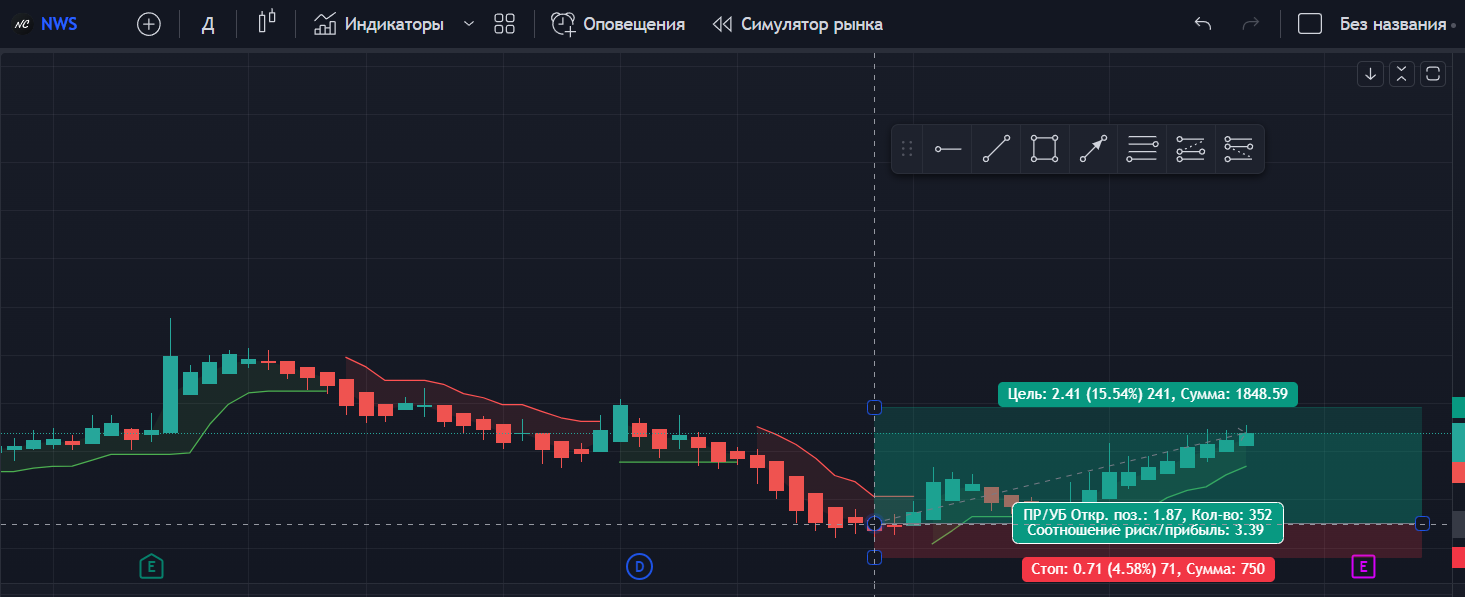 NC NWS Д Индикаторы Оповещения Симулятор рынка Без названия
Цель: 2.41 (15.54%) 241, Сумма: 1848.59
ПР/УБ Откр. поз.: 1.87, Кол-во: 352
Соотношение риск/прибыль: 3.39
Стоп: 0.71 (4.58%) 71, Сумма: 750
E D E